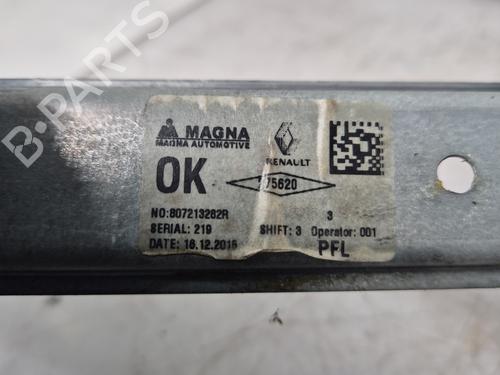 MAGNA
MAGNA AUTOMOTIVE
RENAULT
OK
75620
NO:807213282R
3
SERIAL: 219
SHIFT: 3 Operator: 001
DATE: 16.12.2015
PFL
B-PARTS